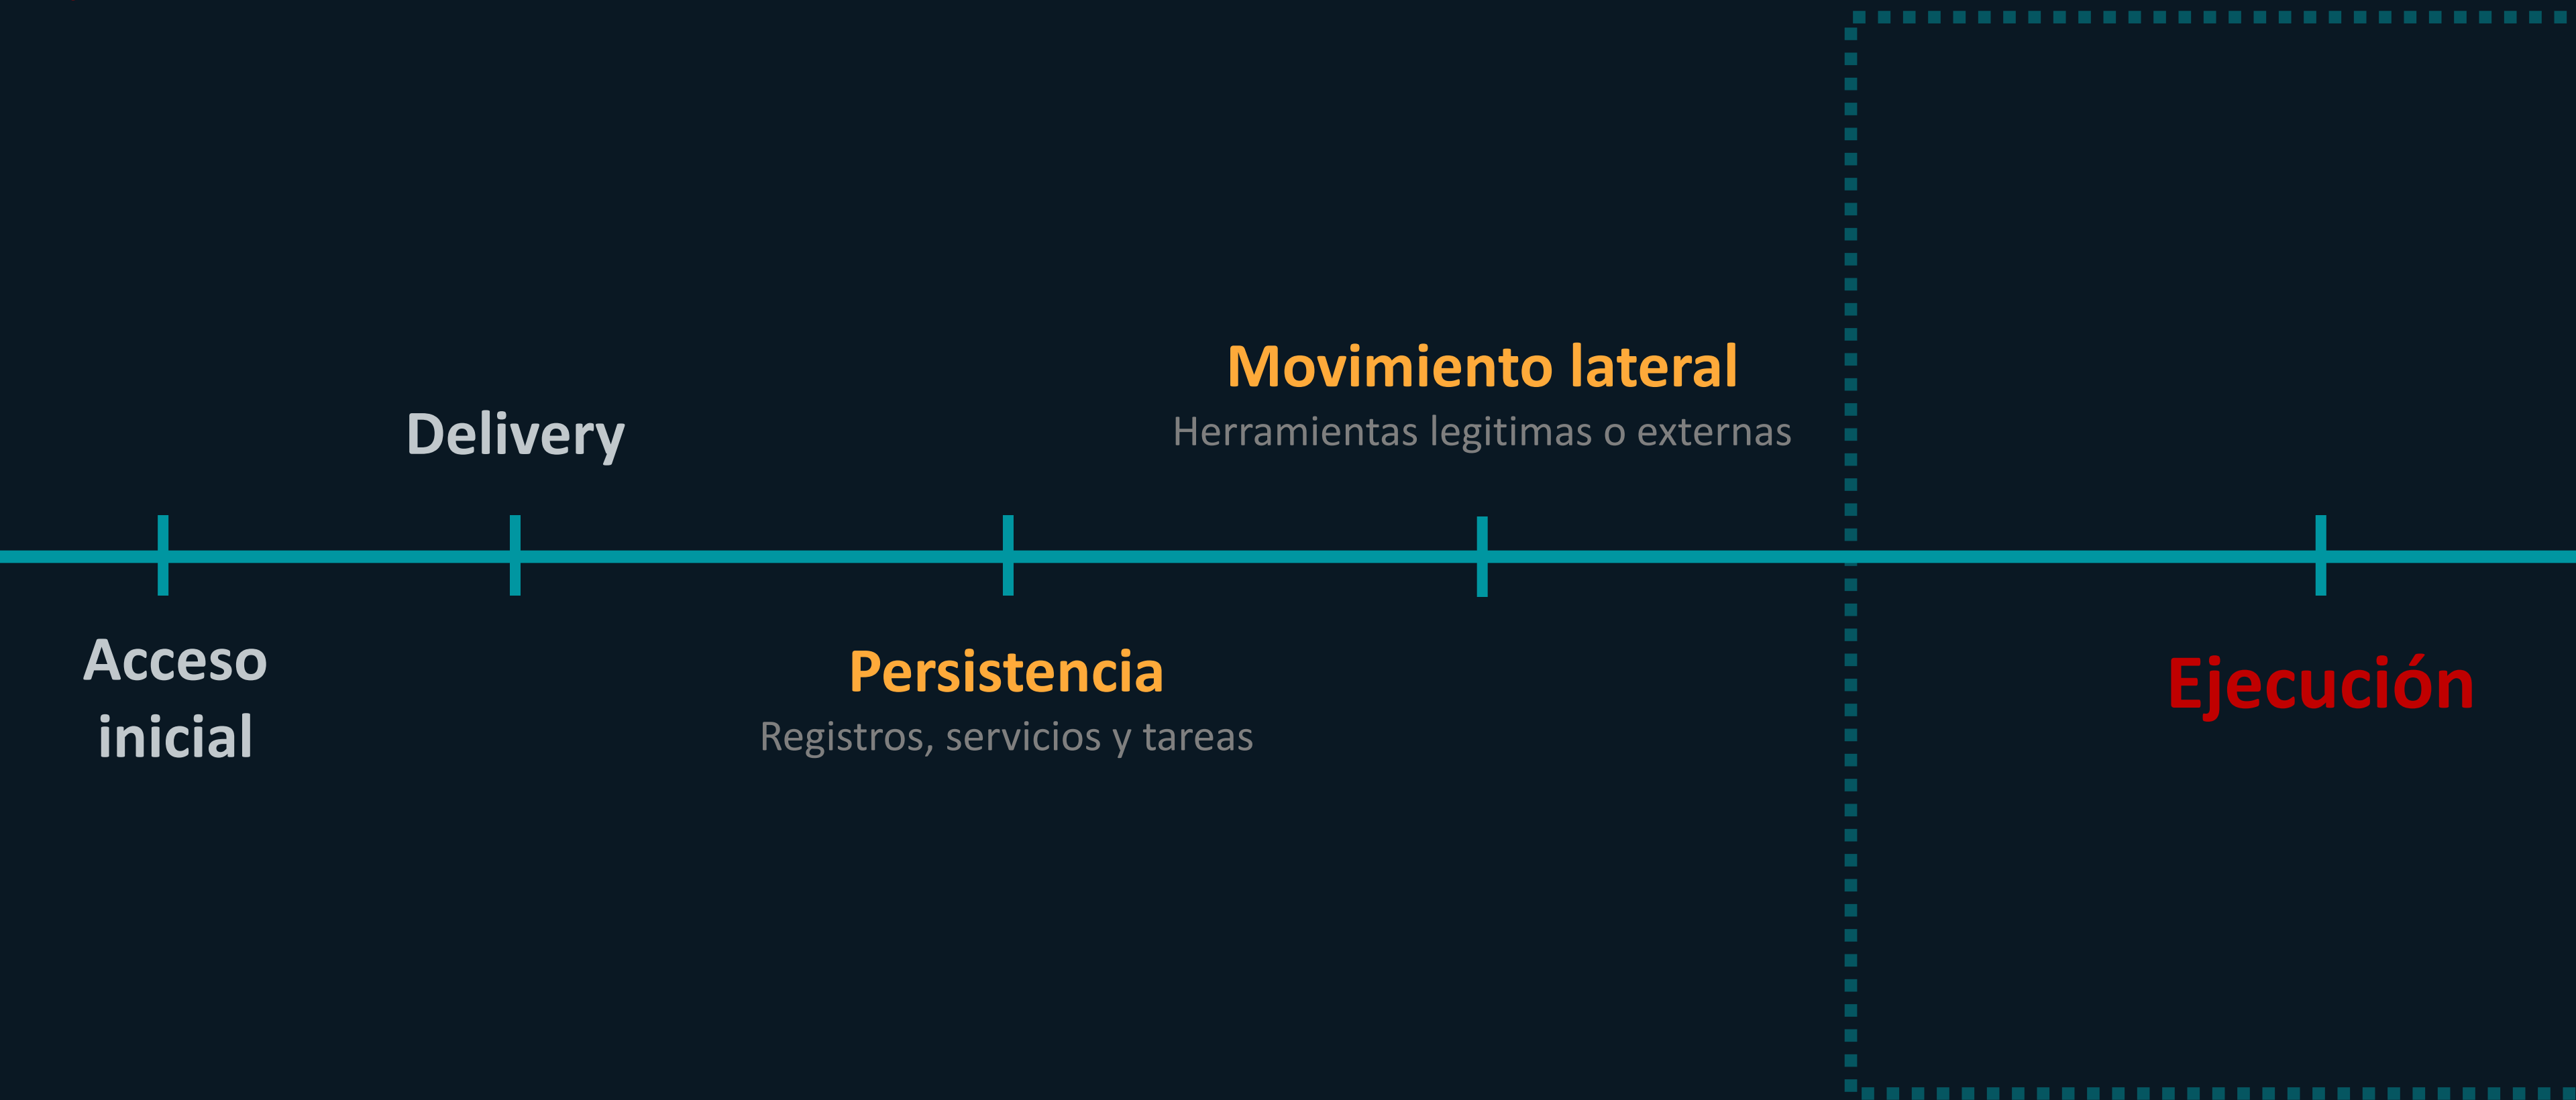 Acceso
inicial
Delivery
Persistencia
Registros, servicios y tareas
Movimiento lateral
Herramientas legitimas o externas
Ejecución